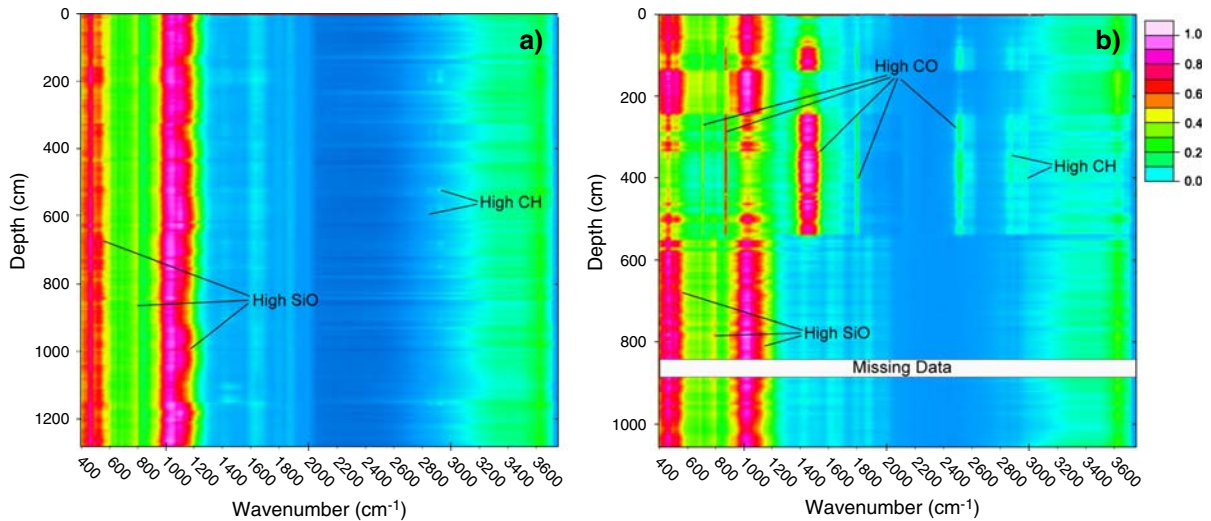 a)
0
200
400
600
800
1000
1200
Depth (cm)
High CH
High SiO
400 600 800 1000 1200 1400 1600 1800 2000 2200 2400 2600 2800 3000 3200 3400 3600
Wavenumber (cm-1)
b)
0
200
400
600
800
1000
Depth (cm)
High CO
High CH
High SiO
Missing Data
400 600 800 1000 1200 1400 1600 1800 2000 2200 2400 2600 2800 3000 3200 3400 3600
Wavenumber (cm-1)
1.0
0.8
0.6
0.4
0.2
0.0